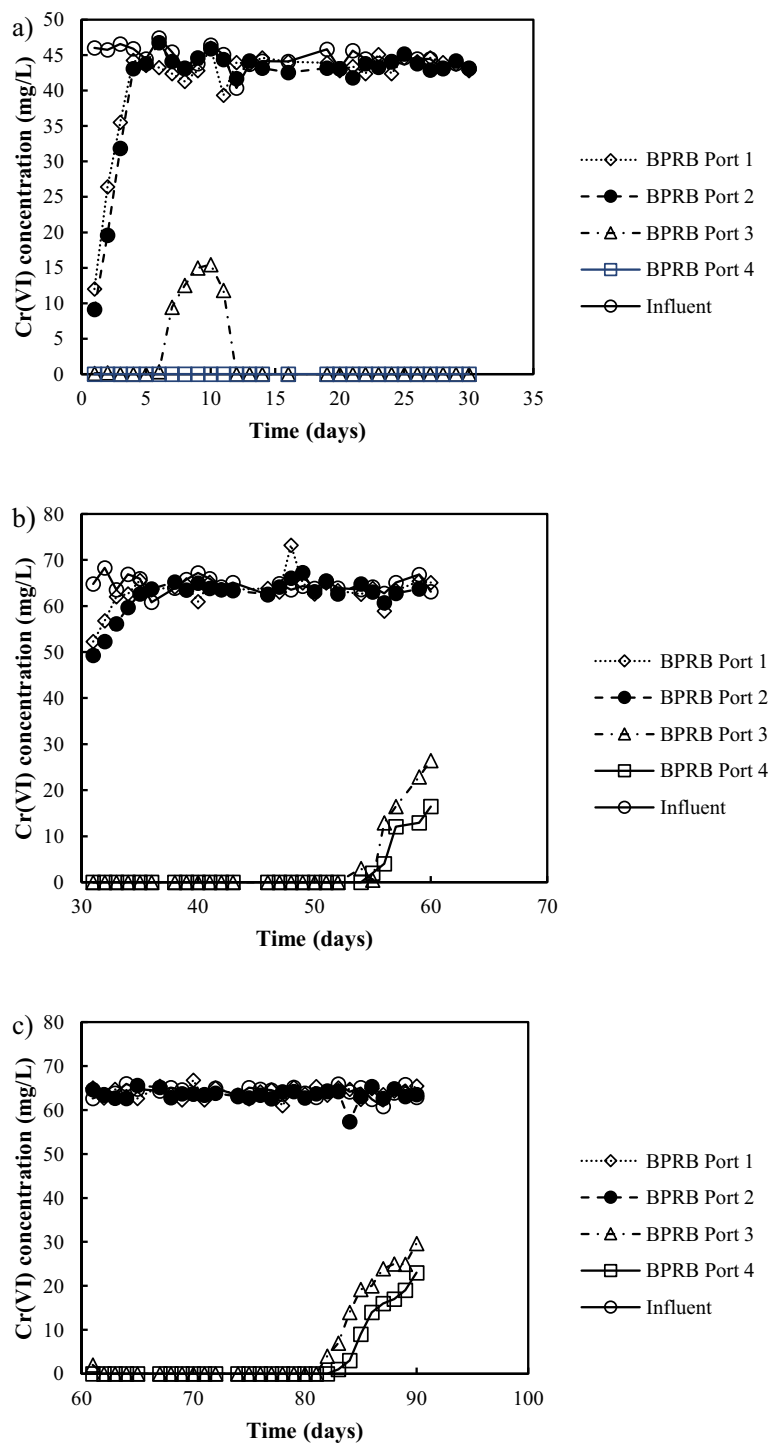 a)
Cr(VI) concentration (mg/L)
50
45
40
35
30
25
20
15
10
5
0
0 5 10 15 20 25 30 35
Time (days)
BPRB Port 1
BPRB Port 2
BPRB Port 3
BPRB Port 4
Influent
b)
Cr(VI) concentration (mg/L)
80
70
60
50
40
30
20
10
0
30 40 50 60 70
Time (days)
BPRB Port 1
BPRB Port 2
BPRB Port 3
BPRB Port 4
Influent
c)
Cr(VI) concentration (mg/L)
80
70
60
50
40
30
20
10
0
60 70 80 90 100
Time (days)
BPRB Port 1
BPRB Port 2
BPRB Port 3
BPRB Port 4
Influent